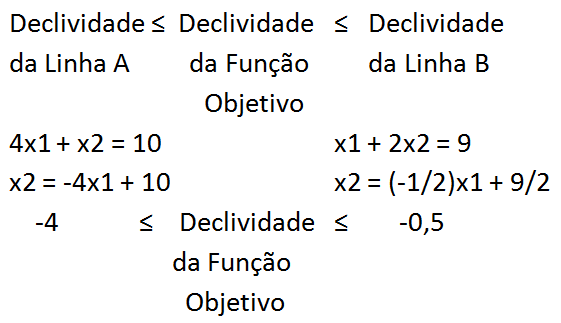 Declividade ≤ Declividade ≤ Declividade
da Linha A da Função da Linha B
Objetivo
4x1 + x2 = 10 x1 + 2x2 = 9
x2 = -4x1 + 10 x2 = (-1/2)x1 + 9/2
-4 ≤ Declividade ≤ -0,5
da Função
Objetivo